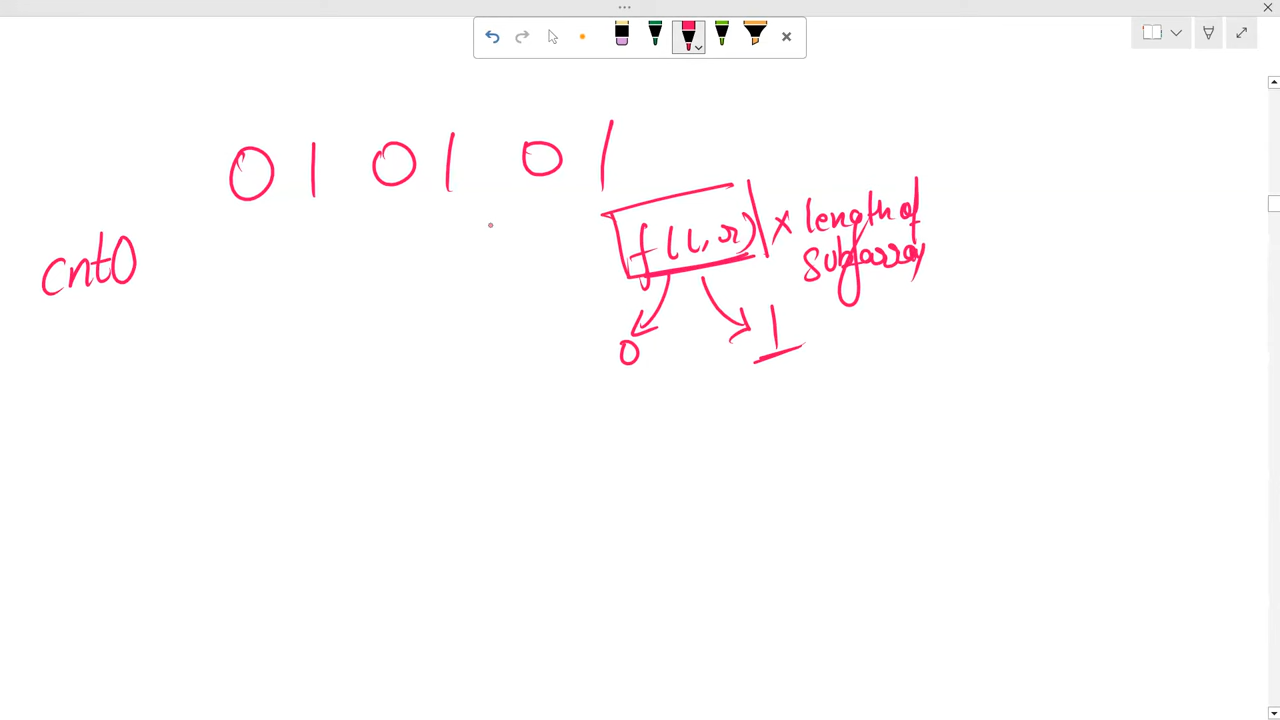 0 1 0 1 0 1
f(l,r) × length of
subarray
cnt0
0 1